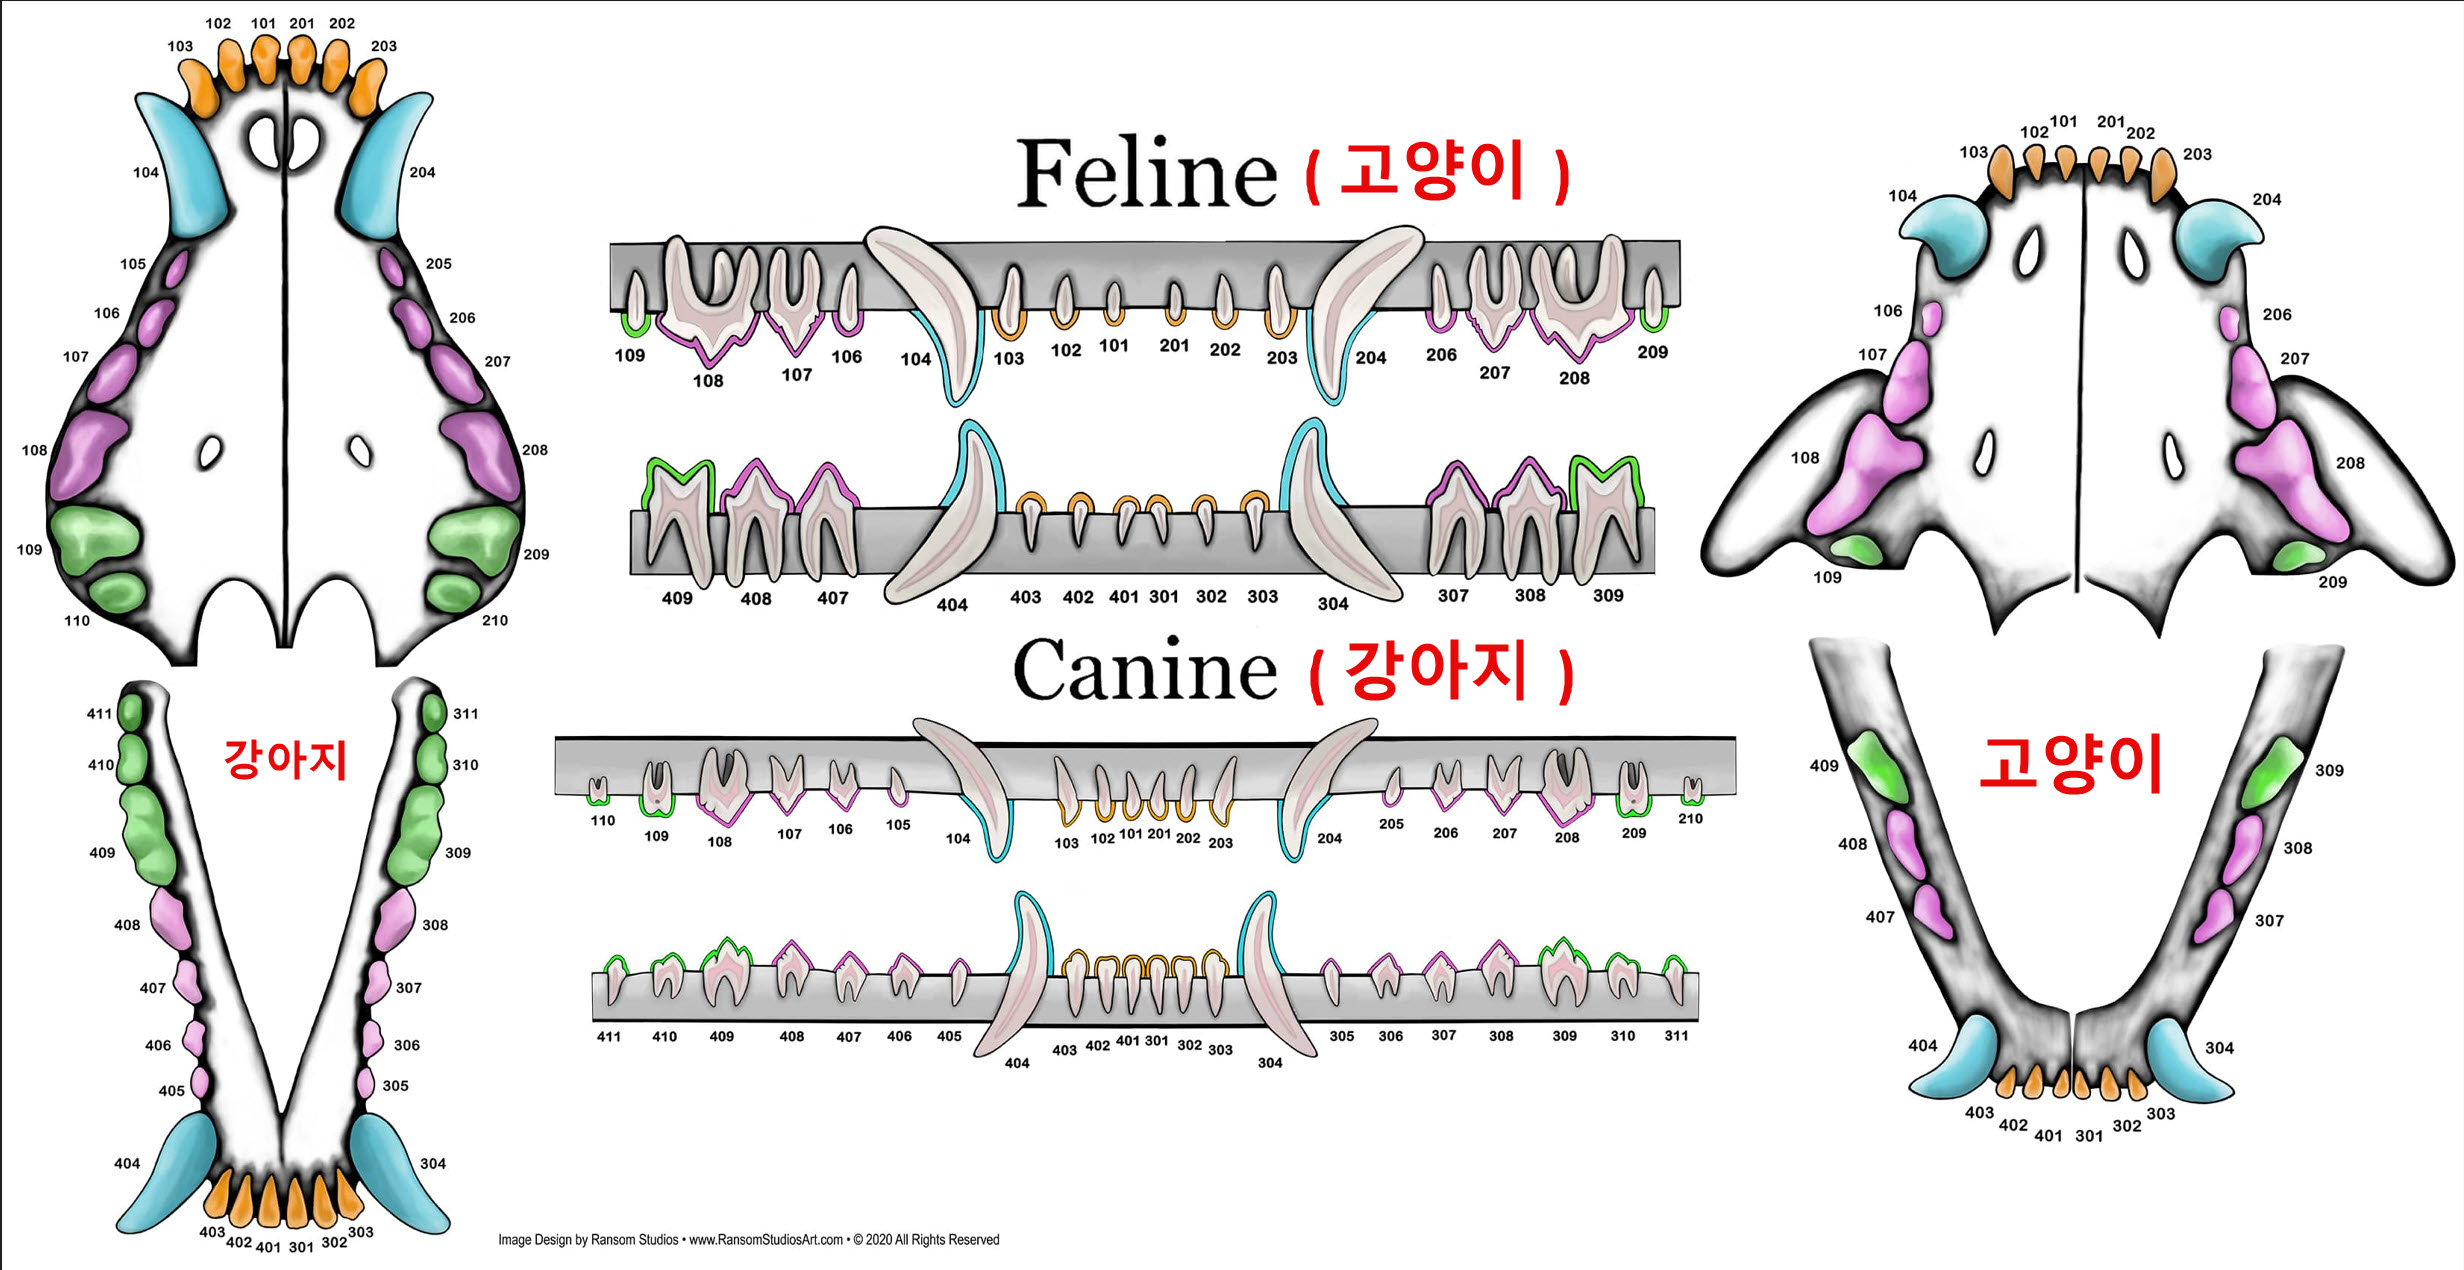 102 101 201 202
103 203
104 204
105 205
106 206
107 207
108 208
109 209
110 210
411 311
강아지
410 310
409 309
408 308
407 307
406 306
405 305
404 304
403 402 401 301 302 303
Feline ( 고양이 )
109 108 107 106 104 103 102 101 201 202 203 204 206 207 208 209
409 408 407 404 403 402 401 301 302 303 304 307 308 309
Canine ( 강아지 )
110 109 108 107 106 105 104 103 102 101 201 202 203 204 205 206 207 208 209 210
411 410 409 408 407 406 405 404 403 402 401 301 302 303 304 305 306 307 308 309 310 311
103 102 101 201 202 203
104 204
106 206
107 207
108 208
109 209
고양이
409 309
408 308
407 307
404 304
403 402 401 301 302 303
Image Design by Ransom Studios • www.RansomStudiosArt.com • © 2020 All Rights Reserved